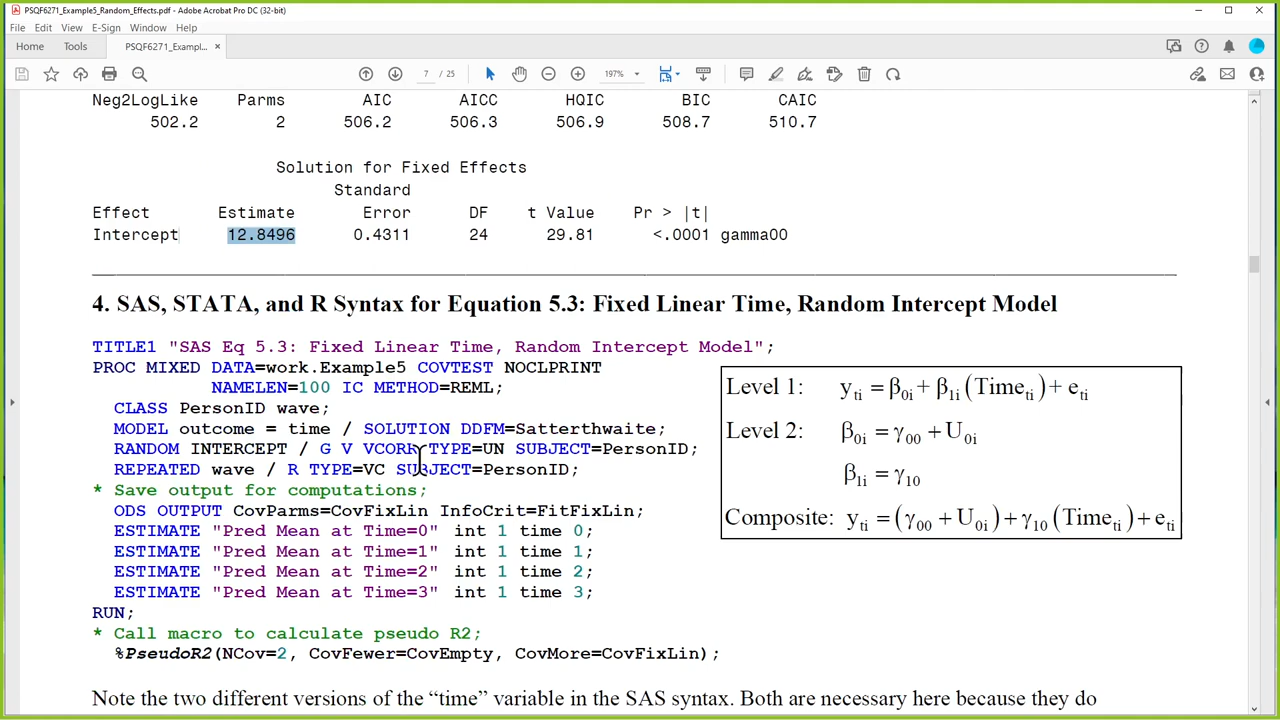 PSQF6271_Example5_Random_Effects.pdf - Adobe Acrobat Pro DC (32-bit)
File Edit View E-Sign Window Help
Home Tools PSQF6271_Exampl... ×
7 / 25 197%
Neg2LogLike Parms AIC AICC HQIC BIC CAIC
502.2 2 506.2 506.3 506.9 508.7 510.7
Solution for Fixed Effects
Standard
Effect Estimate Error DF t Value Pr > |t|
Intercept 12.8496 0.4311 24 29.81 <.0001 gamma00
4. SAS, STATA, and R Syntax for Equation 5.3: Fixed Linear Time, Random Intercept Model
TITLE1 "SAS Eq 5.3: Fixed Linear Time, Random Intercept Model";
PROC MIXED DATA=work.Example5 COVTEST NOCLPRINT
NAMELEN=100 IC METHOD=REML;
CLASS PersonID wave;
MODEL outcome = time / SOLUTION DDFM=Satterthwaite;
RANDOM INTERCEPT / G V VCORR TYPE=UN SUBJECT=PersonID;
REPEATED wave / R TYPE=VC SUBJECT=PersonID;
* Save output for computations;
ODS OUTPUT CovParms=CovFixLin InfoCrit=FitFixLin;
ESTIMATE "Pred Mean at Time=0" int 1 time 0;
ESTIMATE "Pred Mean at Time=1" int 1 time 1;
ESTIMATE "Pred Mean at Time=2" int 1 time 2;
ESTIMATE "Pred Mean at Time=3" int 1 time 3;
RUN;
* Call macro to calculate pseudo R2;
%PseudoR2(NCov=2, CovFewer=CovEmpty, CovMore=CovFixLin);
Level 1: yti = β0i + β1i (Timeti) + eti
Level 2: β0i = γ00 + U0i
β1i = γ10
Composite: yti = (γ00 + U0i) + γ10 (Timeti) + eti
Note the two different versions of the “time” variable in the SAS syntax. Both are necessary here because they do